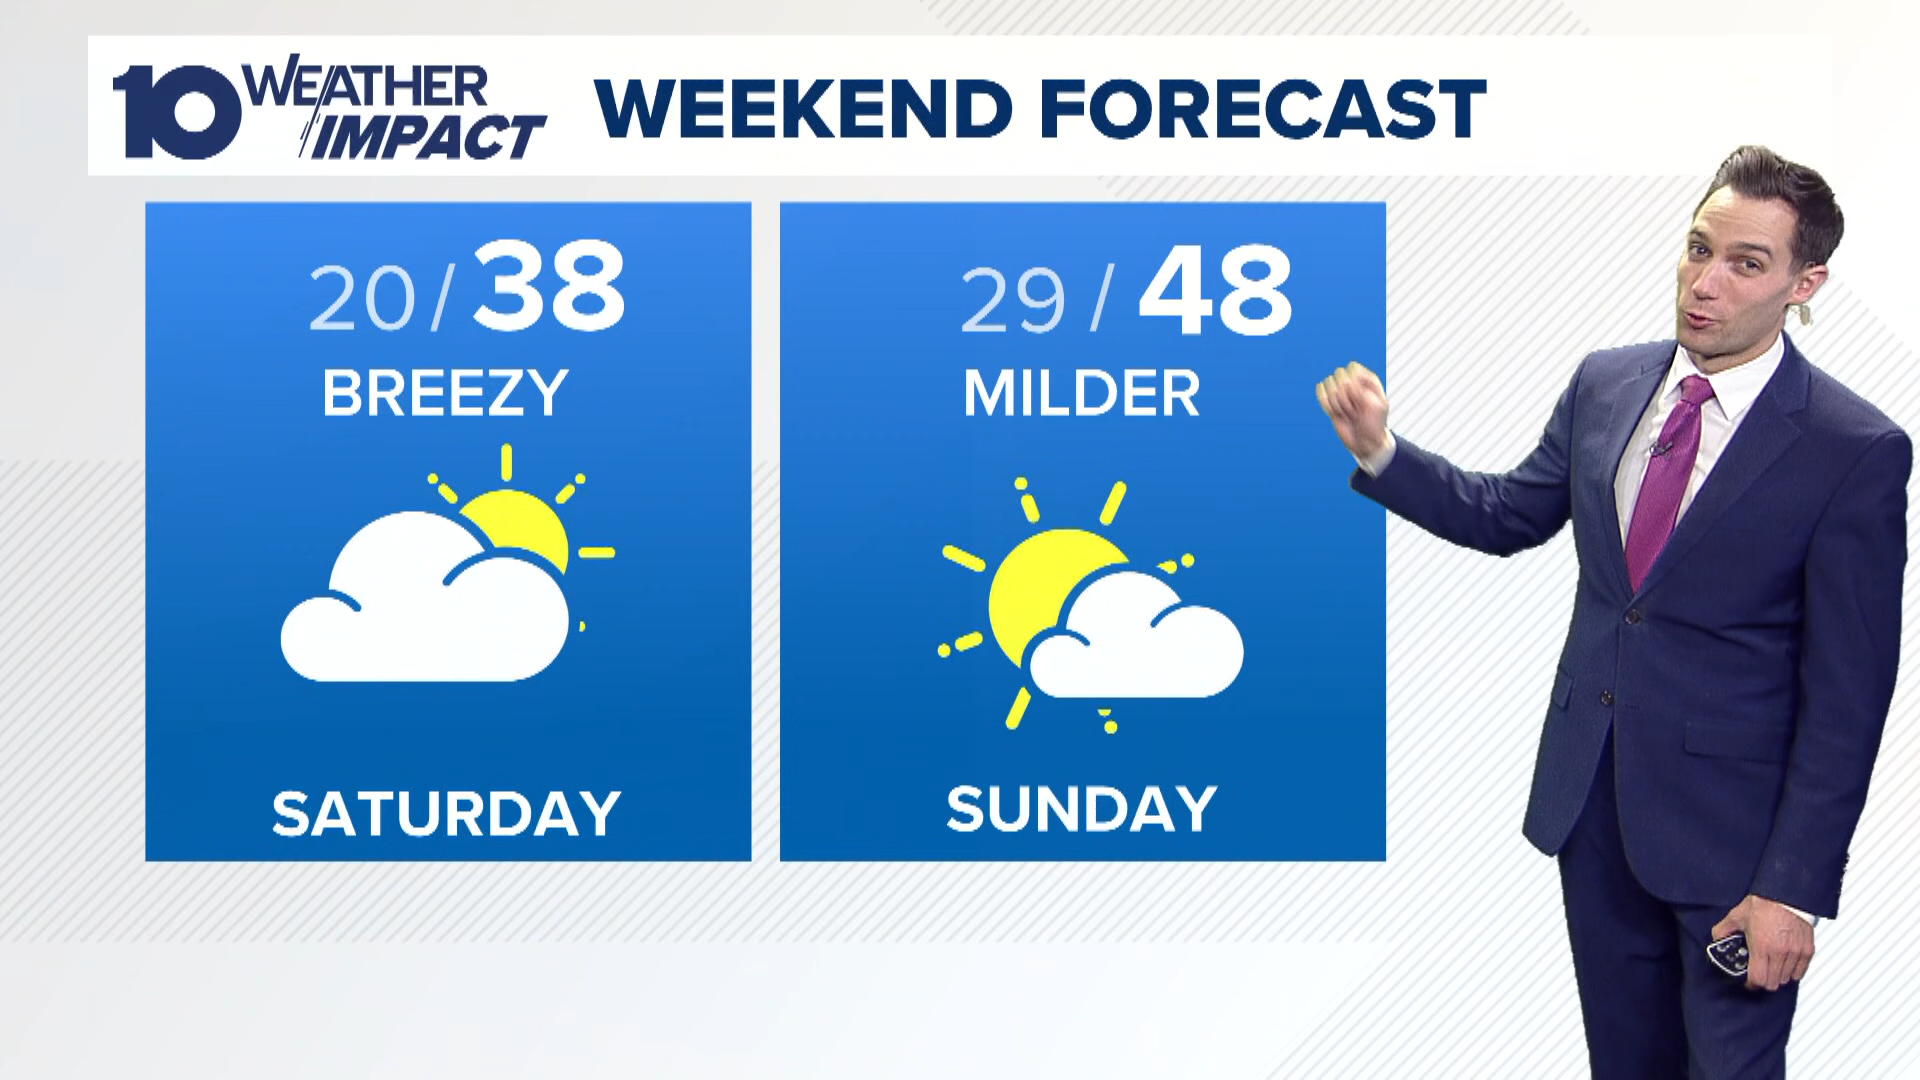 10 WEATHER IMPACT
WEEKEND FORECAST
20/38
BREEZY
SATURDAY
29/48
MILDER
SUNDAY